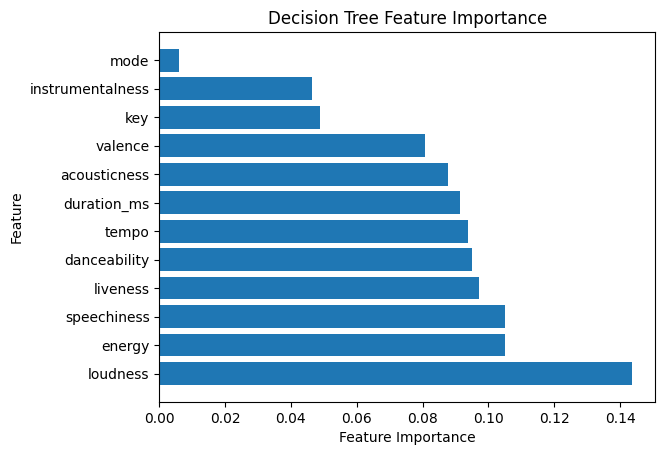 Decision Tree Feature Importance
mode
instrumentalness
key
valence
acousticness
duration_ms
tempo
danceability
liveness
speechiness
energy
loudness
Feature
0.00 0.02 0.04 0.06 0.08 0.10 0.12 0.14
Feature Importance